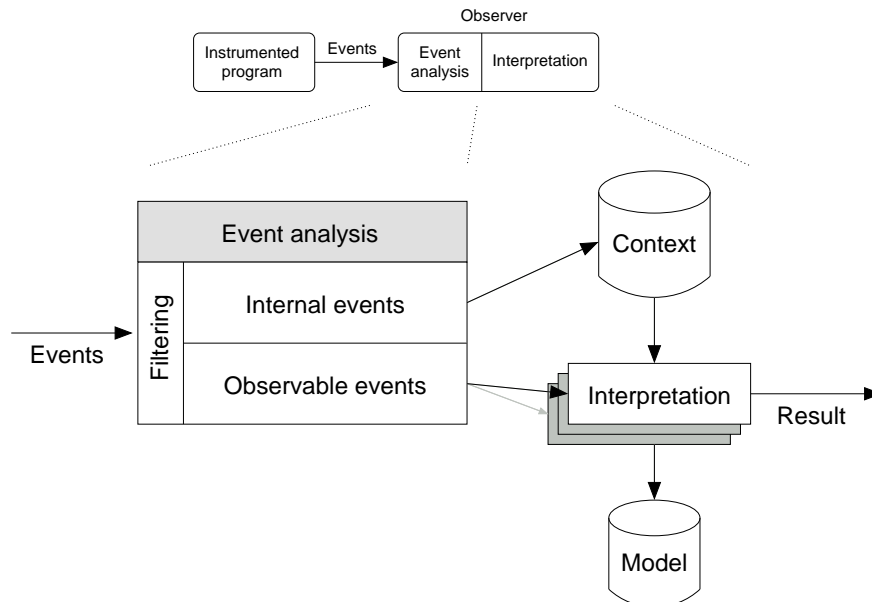 Observer
Instrumented
program
Events
Event
analysis
Interpretation
Event analysis
Filtering
Internal events
Observable events
Events
Context
Interpretation
Result
Model